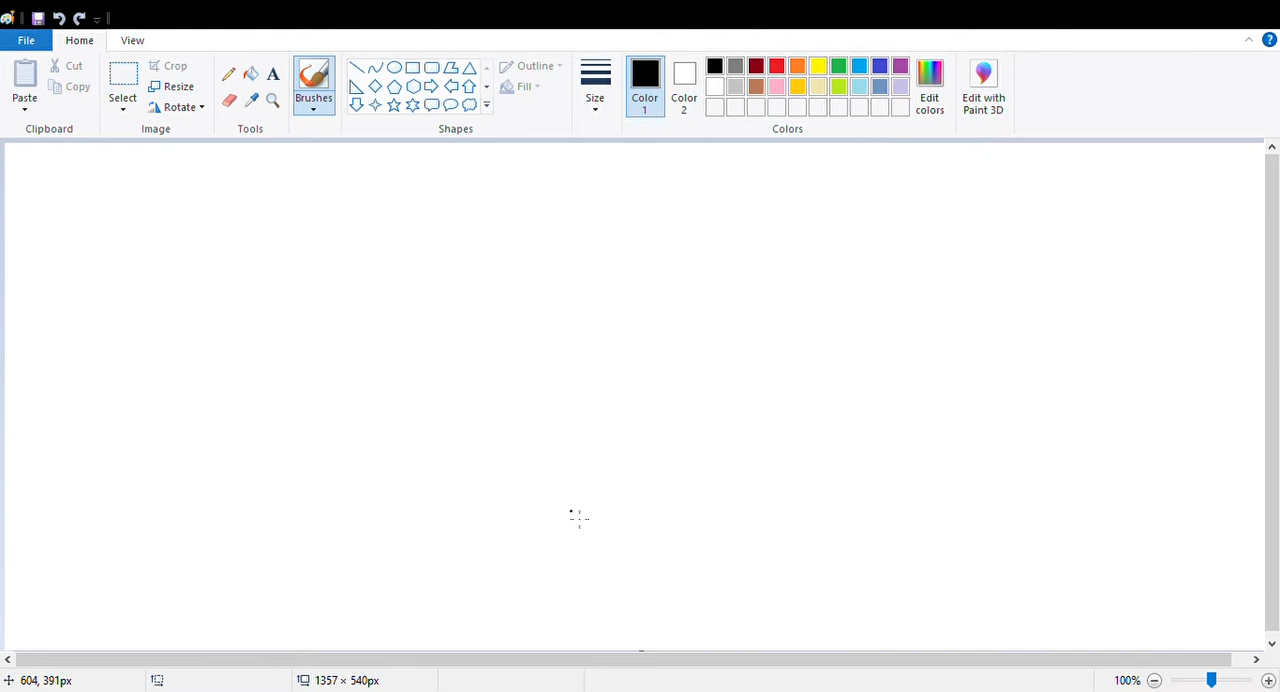 File Home View
Paste Cut Copy Clipboard
Select Crop Resize Rotate Image
A Tools
Brushes
Outline Fill Shapes
Size
Color 1 Color 2 Edit colors Colors
Edit with Paint 3D
?
604, 391px 1357 × 540px 100%